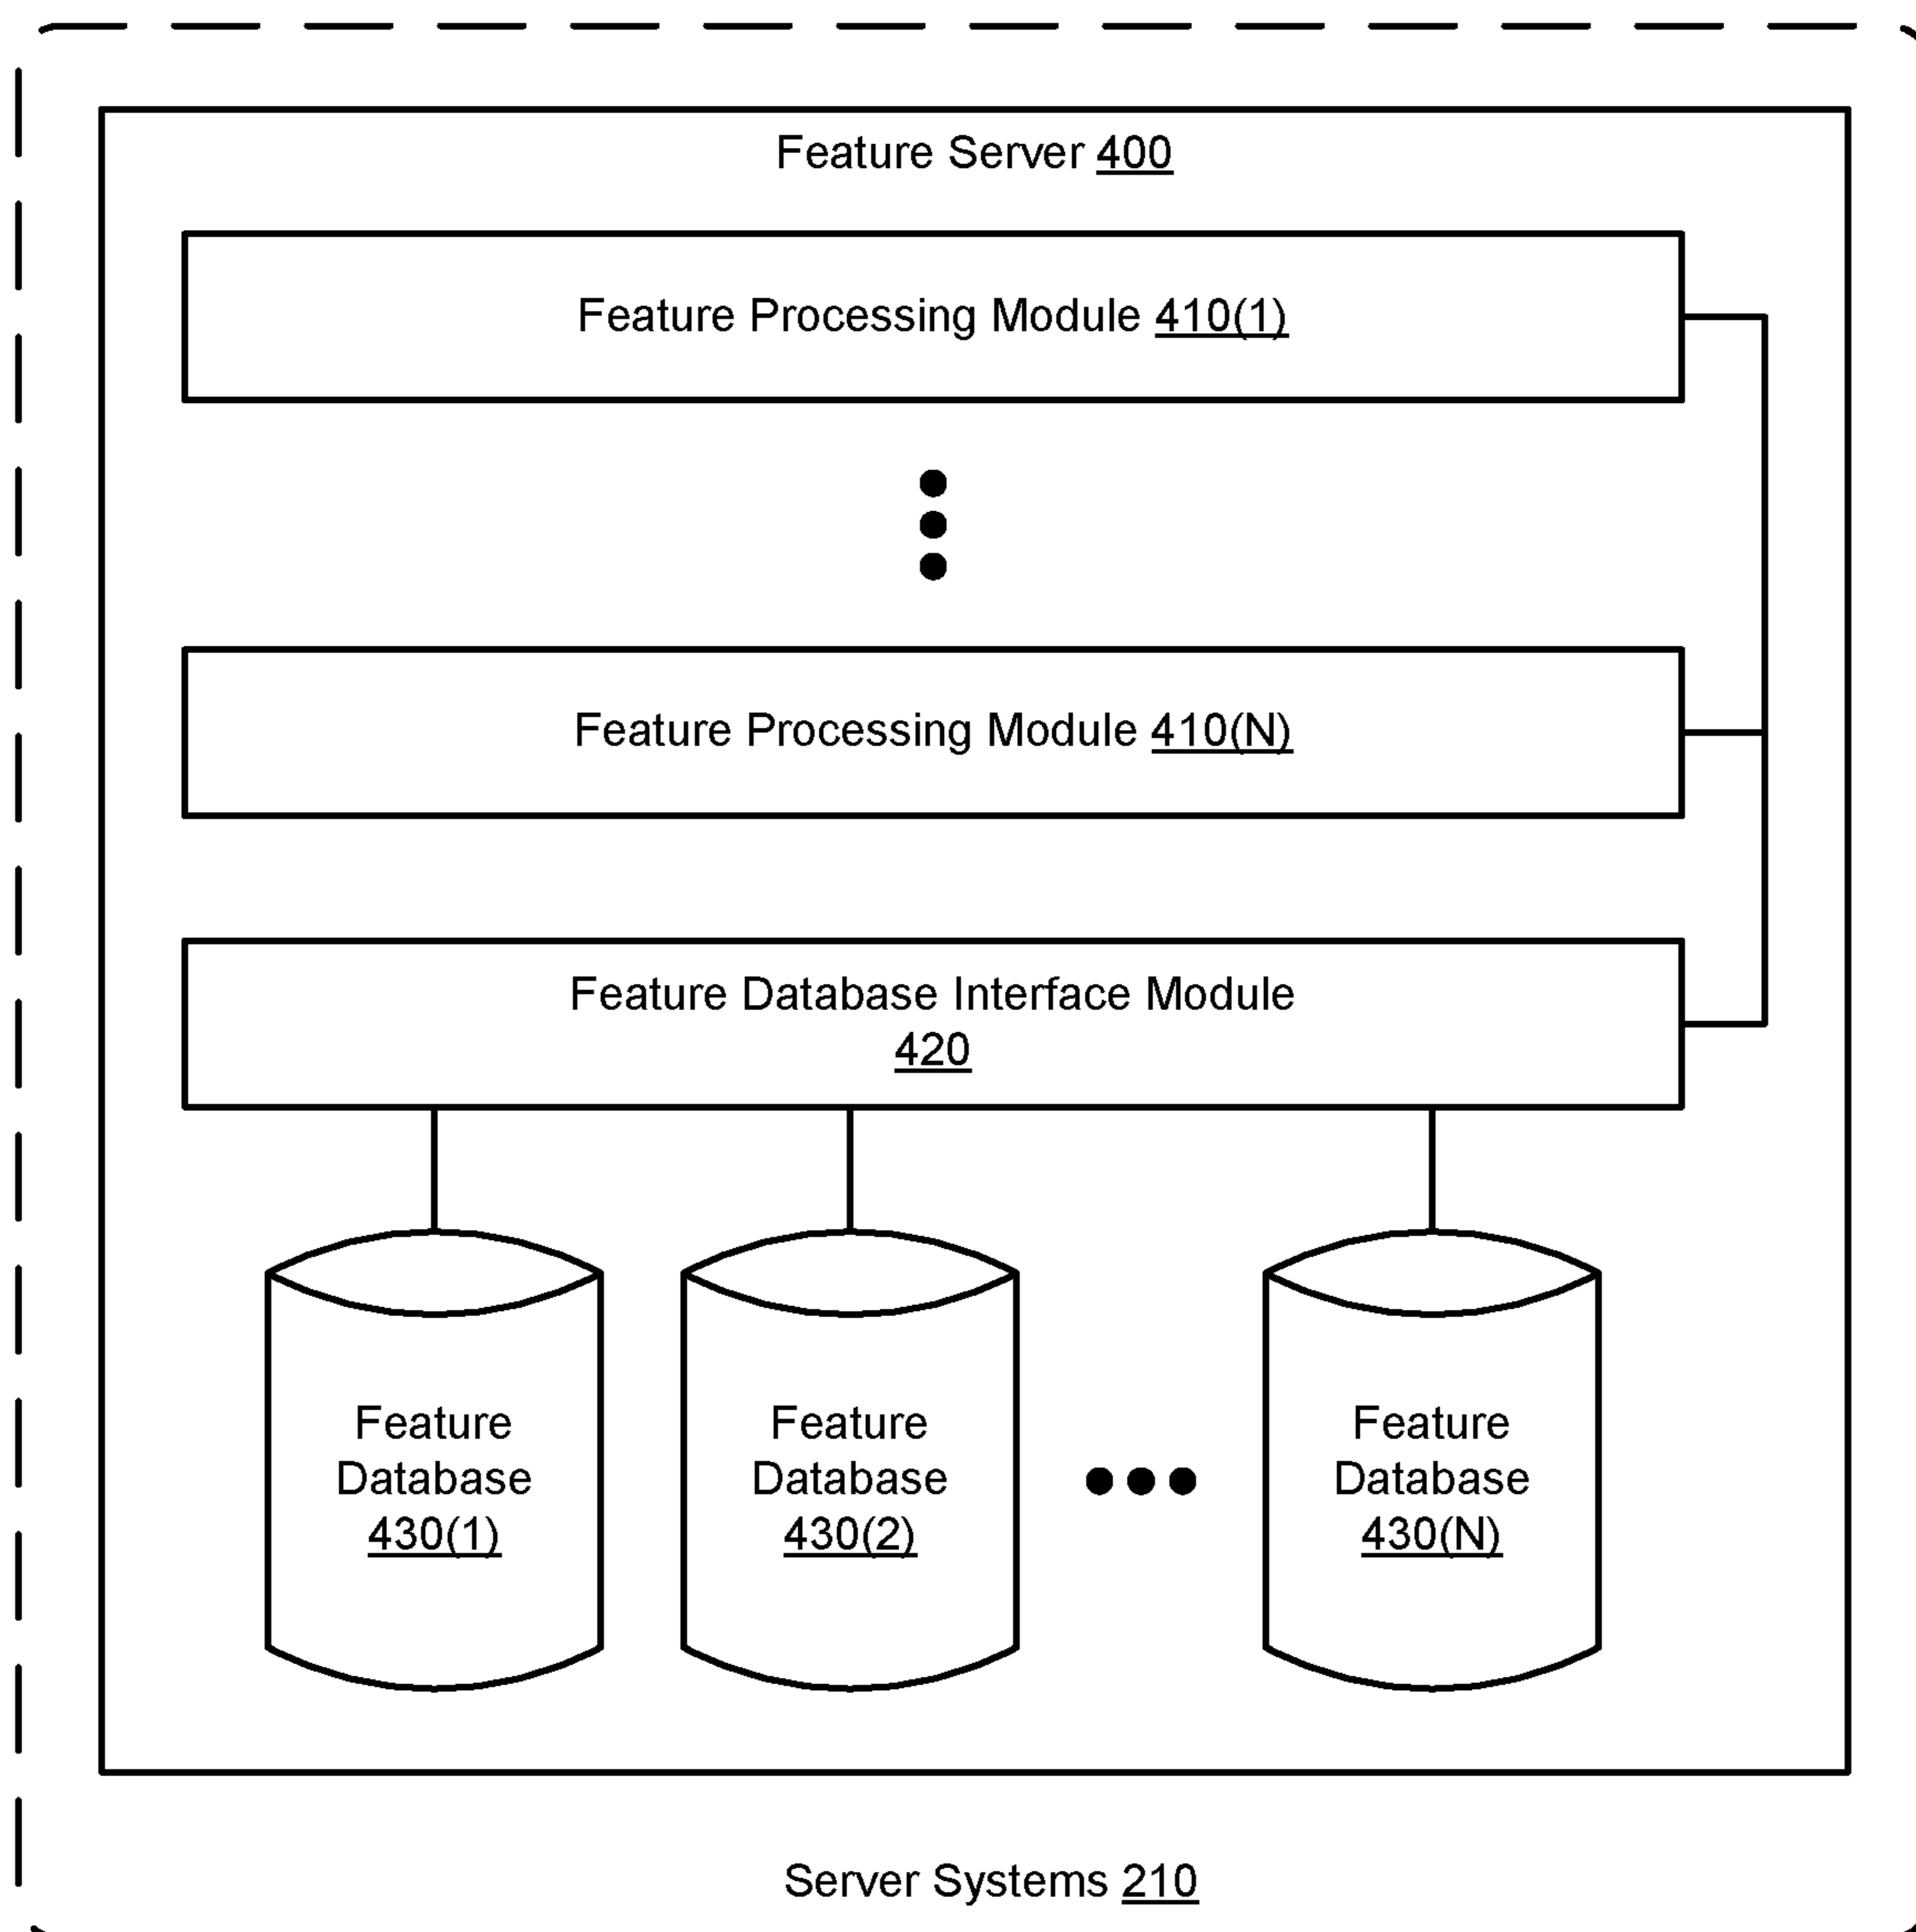 Feature Server 400
Feature Processing Module 410(1)
Feature Processing Module 410(N)
Feature Database Interface Module
420
Feature
Database
430(1)
Feature
Database
430(2)
Feature
Database
430(N)
Server Systems 210